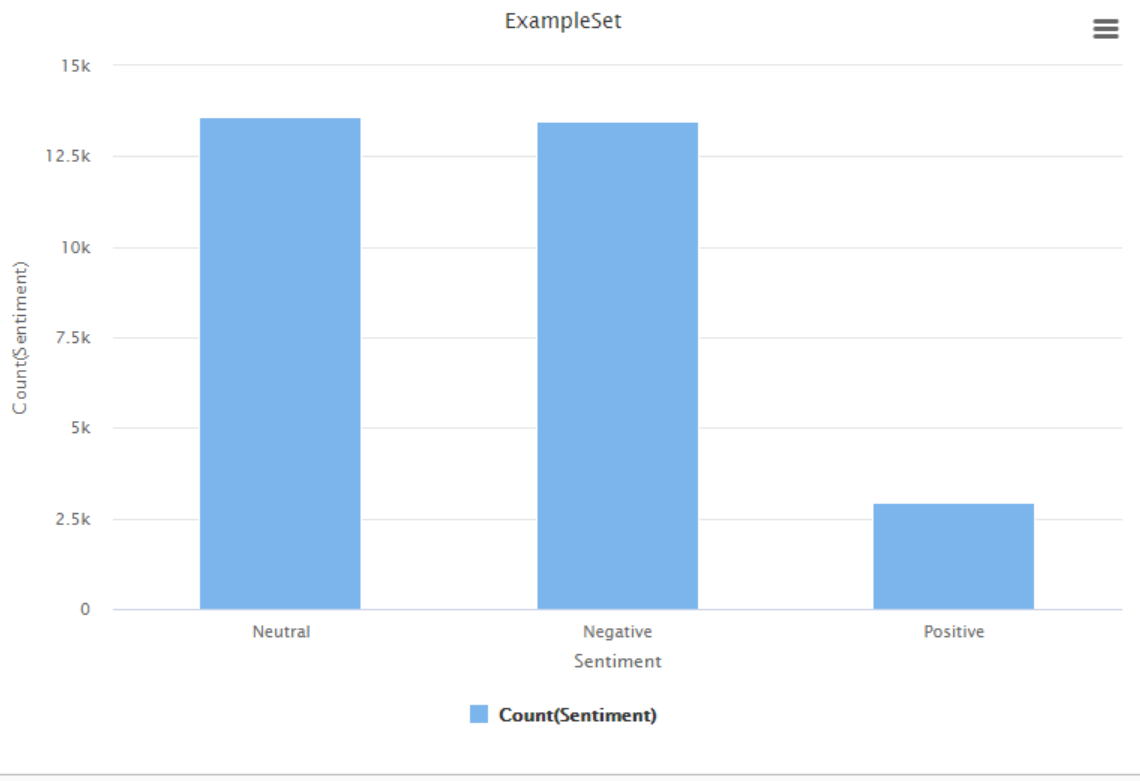 ExampleSet
15k
12.5k
10k
7.5k
5k
2.5k
0
Count(Sentiment)
Neutral
Negative
Positive
Sentiment
Count(Sentiment)